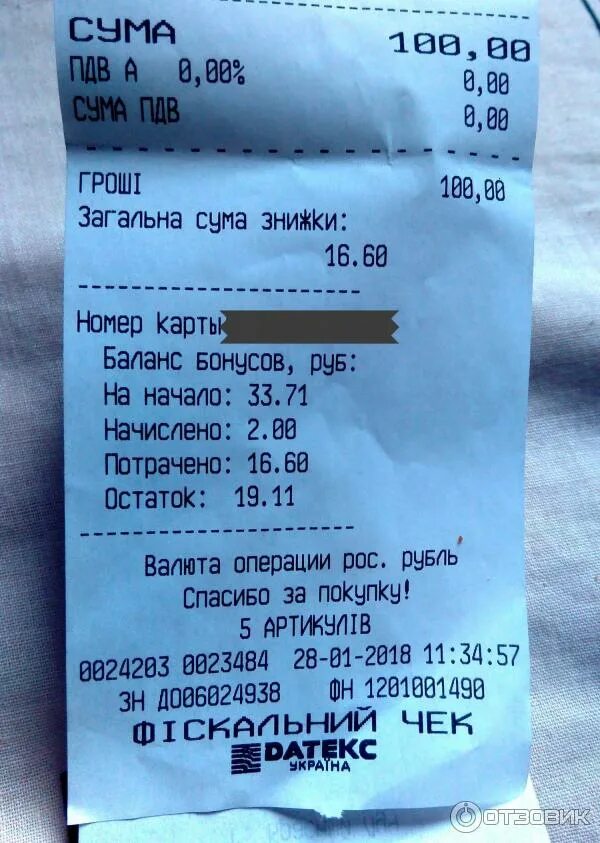 СУМА 100,00
ПДВ А 0,00% 0,00
СУМА ПДВ 0,00
ГРОШІ 100,00
Загальна сума знижки:
16.60
Номер карты
Баланс бонусов, руб:
На начало: 33.71
Начислено: 2.00
Потрачено: 16.60
Остаток: 19.11
Валюта операции рос. рубль
Спасибо за покупку!
5 АРТИКУЛІВ
0024203 0023484 28-01-2018 11:34:57
ЗН ДО06024938 ФН 1201001490
ФІСКАЛЬНИЙ ЧЕК
DАТЕКС
УКРАЇНА
ОТЗОВИК